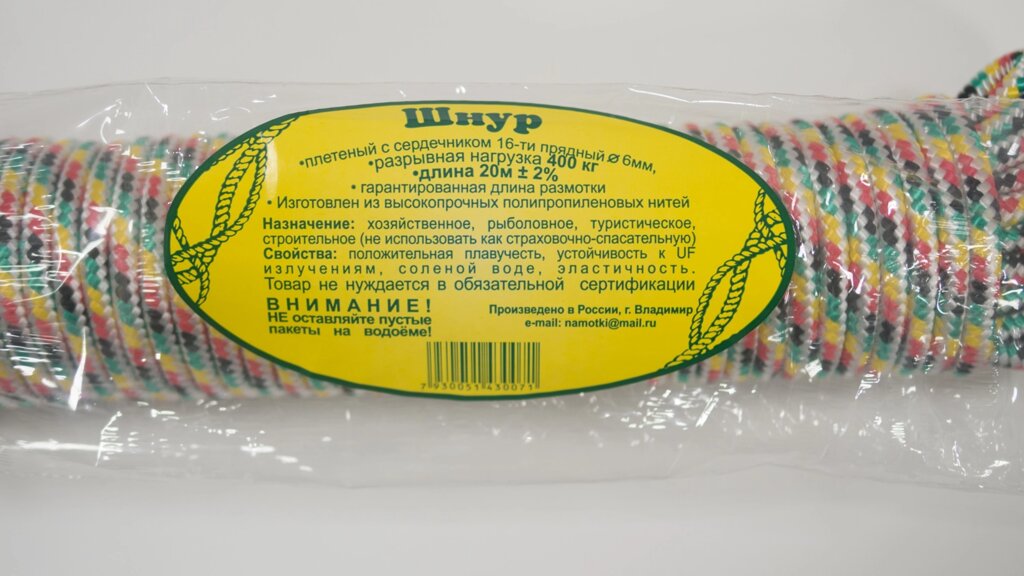 Шнур
•плетеный с сердечником 16-ти прядный ⌀ 6мм,
•разрывная нагрузка 400 кг
•длина 20м ± 2%
• гарантированная длина размотки
• Изготовлен из высокопрочных полипропиленовых нитей
Назначение: хозяйственное, рыболовное, туристическое,
строительное (не использовать как страховочно-спасательную)
Свойства: положительная плавучесть, устойчивость к UF
излучениям, соленой воде, эластичность.
Товар не нуждается в обязательной сертификации
ВНИМАНИЕ!
НЕ оставляйте пустые
пакеты на водоёме!
Произведено в России, г. Владимир
e-mail: namotki@mail.ru
7 930051 430071